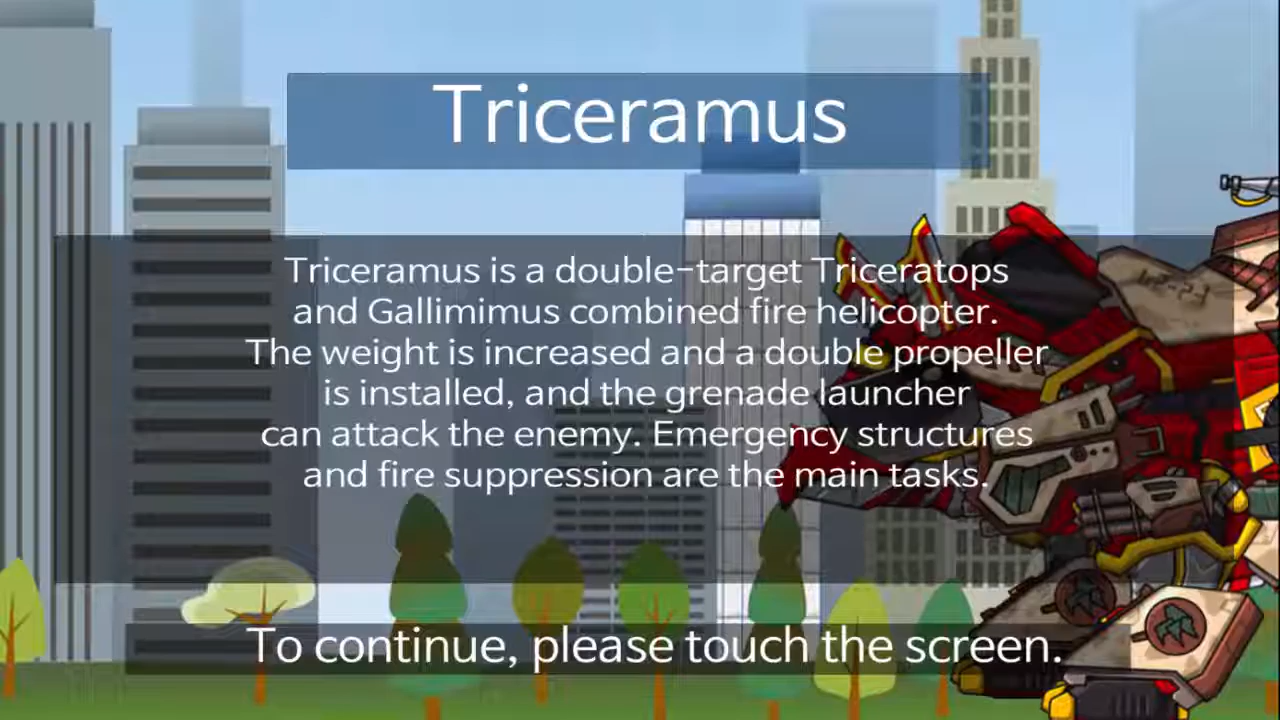 Triceramus
Triceramus is a double-target Triceratops
and Gallimimus combined fire helicopter.
The weight is increased and a double propeller
is installed, and the grenade launcher
can attack the enemy. Emergency structures
and fire suppression are the main tasks.
To continue, please touch the screen.